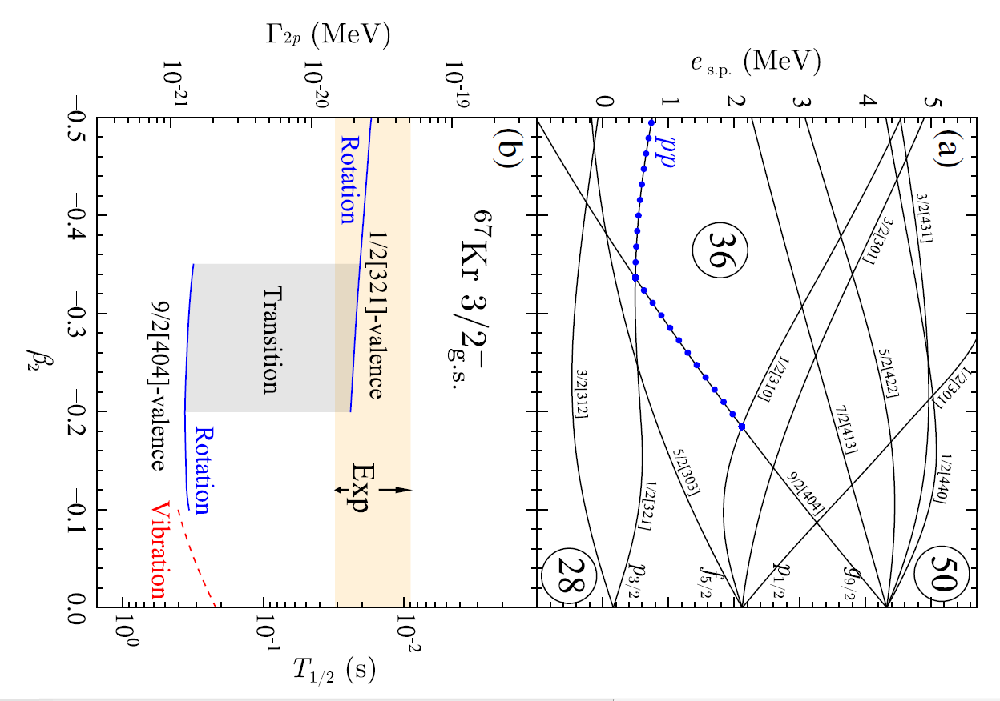 (a)
e s.p. (MeV)
5
4
3
2
1
0
50
36
28
pp
3/2[431]
3/2[301]
1/2[301]
1/2[440]
5/2[422]
7/2[413]
1/2[310]
9/2[404]
5/2[303]
1/2[321]
3/2[312]
g9/2
p1/2
f5/2
p3/2
(b)
67Kr 3/2−g.s.
Γ2p (MeV)
10-19
10-20
10-21
T1/2 (s)
10-2
10-1
100
1/2[321]-valence
Rotation
Exp
Transition
Rotation
9/2[404]-valence
Vibration
−0.5
−0.4
−0.3
−0.2
−0.1
0.0
β2